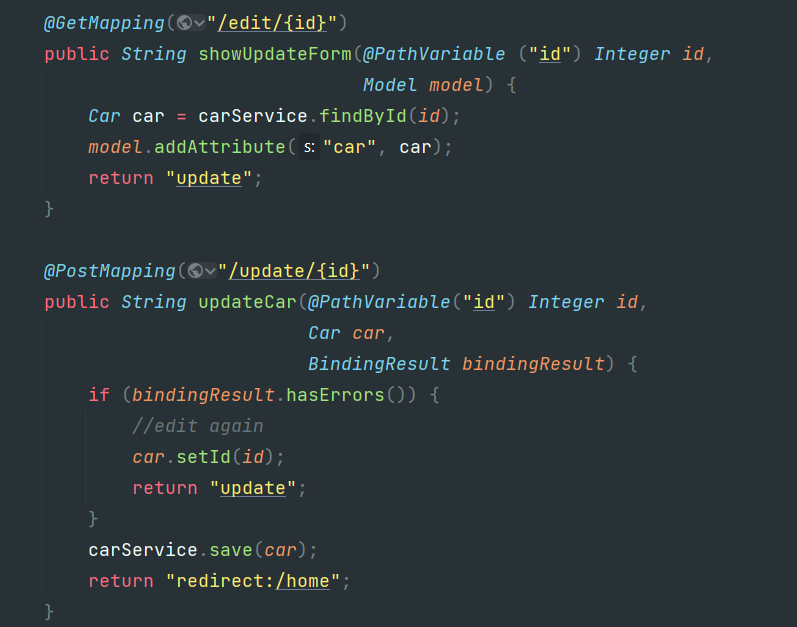 @GetMapping("/edit/{id}")
public String showUpdateForm(@PathVariable ("id") Integer id,
                             Model model) {
    Car car = carService.findById(id);
    model.addAttribute( s: "car", car);
    return "update";
}

@PostMapping("/update/{id}")
public String updateCar(@PathVariable("id") Integer id,
                        Car car,
                        BindingResult bindingResult) {
    if (bindingResult.hasErrors()) {
        //edit again
        car.setId(id);
        return "update";
    }
    carService.save(car);
    return "redirect:/home";
}